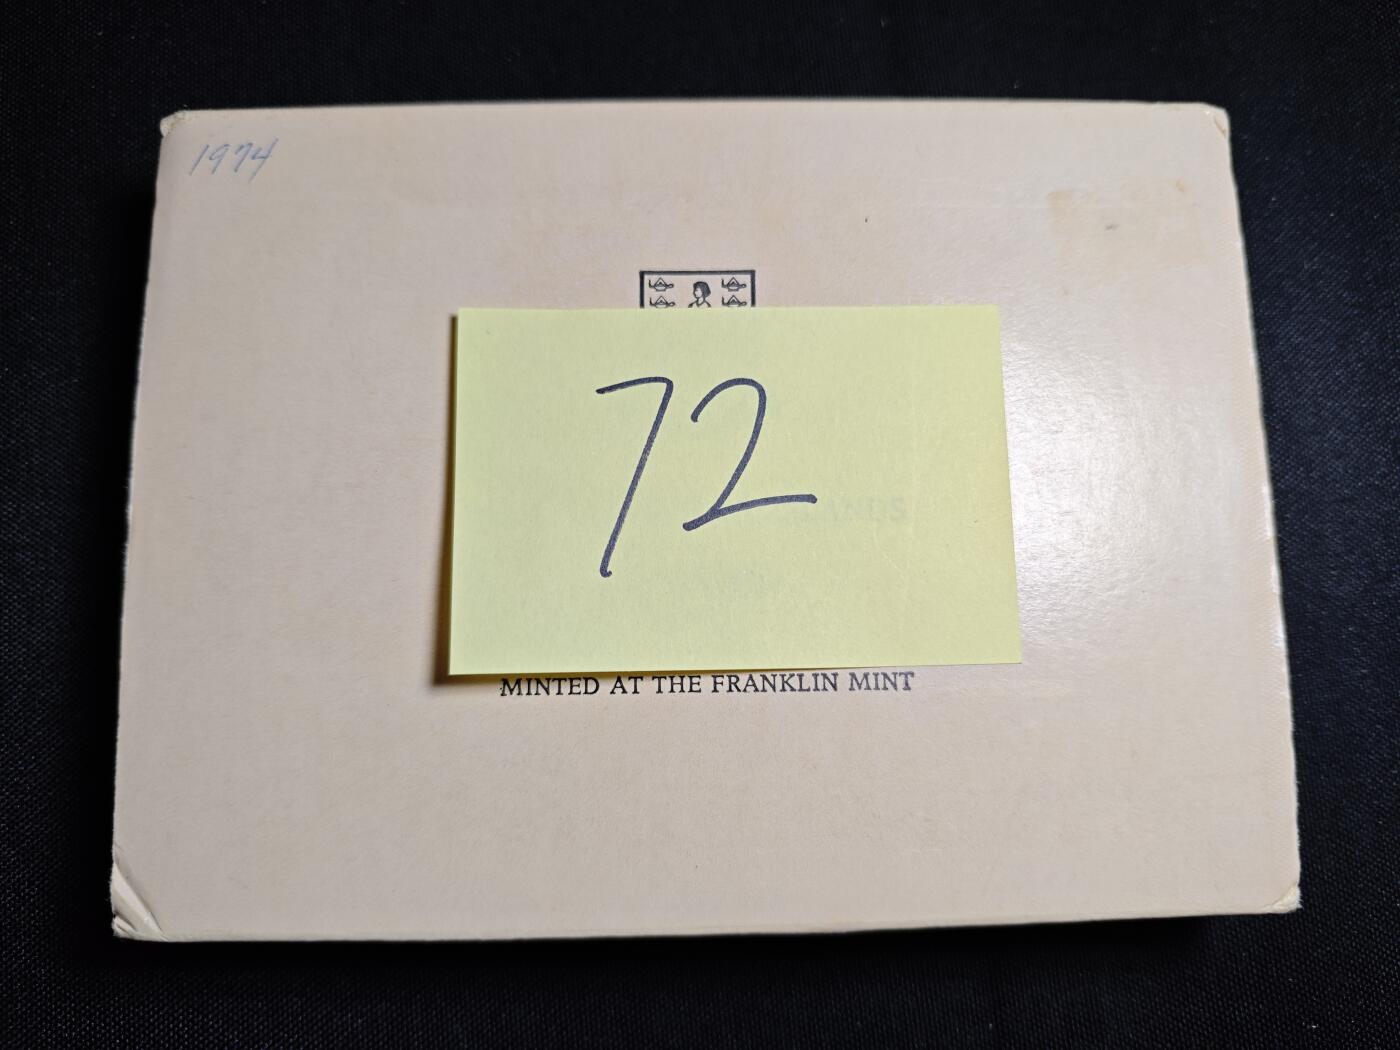 1974
72
MINTED AT THE FRANKLIN MINT